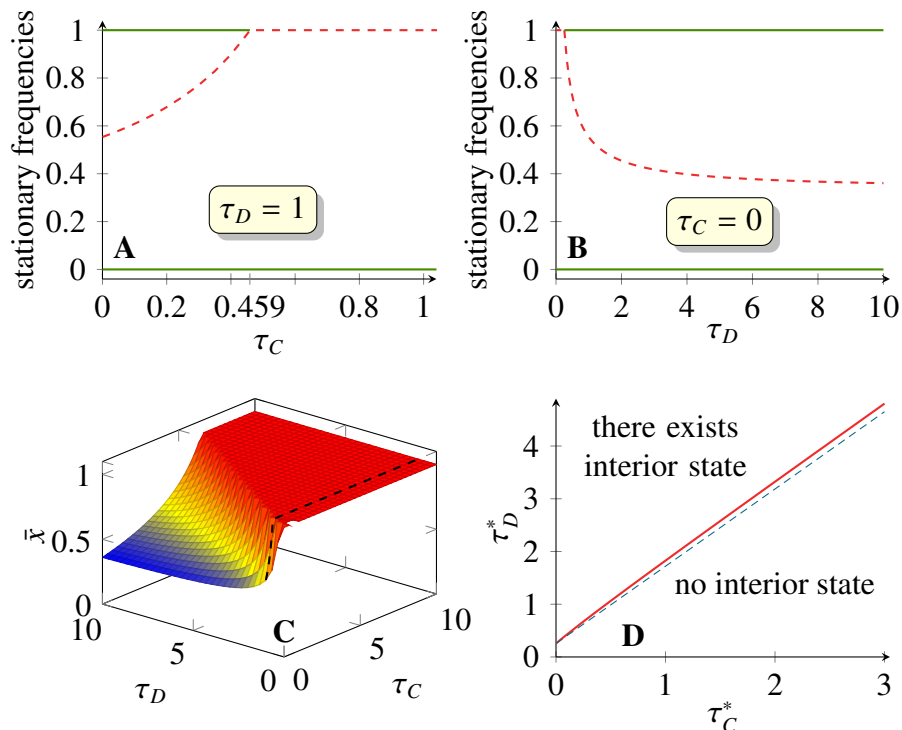 stationary frequencies
1
0.8
0.6
0.4
0.2
0
τ_D = 1
A
0 0.2 0.459 0.8 1
τ_C
stationary frequencies
1
0.8
0.6
0.4
0.2
0
τ_C = 0
B
0 2 4 6 8 10
τ_D
x̄
1
0.5
0
10 5 0
τ_D
0 5 10
τ_C
C
τ_D^*
4
3
2
1
0
there exists
interior state
no interior state
D
0 1 2 3
τ_C^*